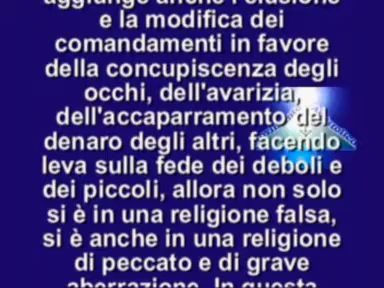 aggiungo anche l'elusione
e la modifica dei
comandamenti in favore
della concupiscenza degli
occhi, dell'avarizia,
dell'accaparramento del
denaro degli altri, facendo
leva sulla fede dei deboli e
dei piccoli, allora non solo
si è in una religione falsa,
si è anche in una religione
di peccato e di grave
aberrazione. In questa